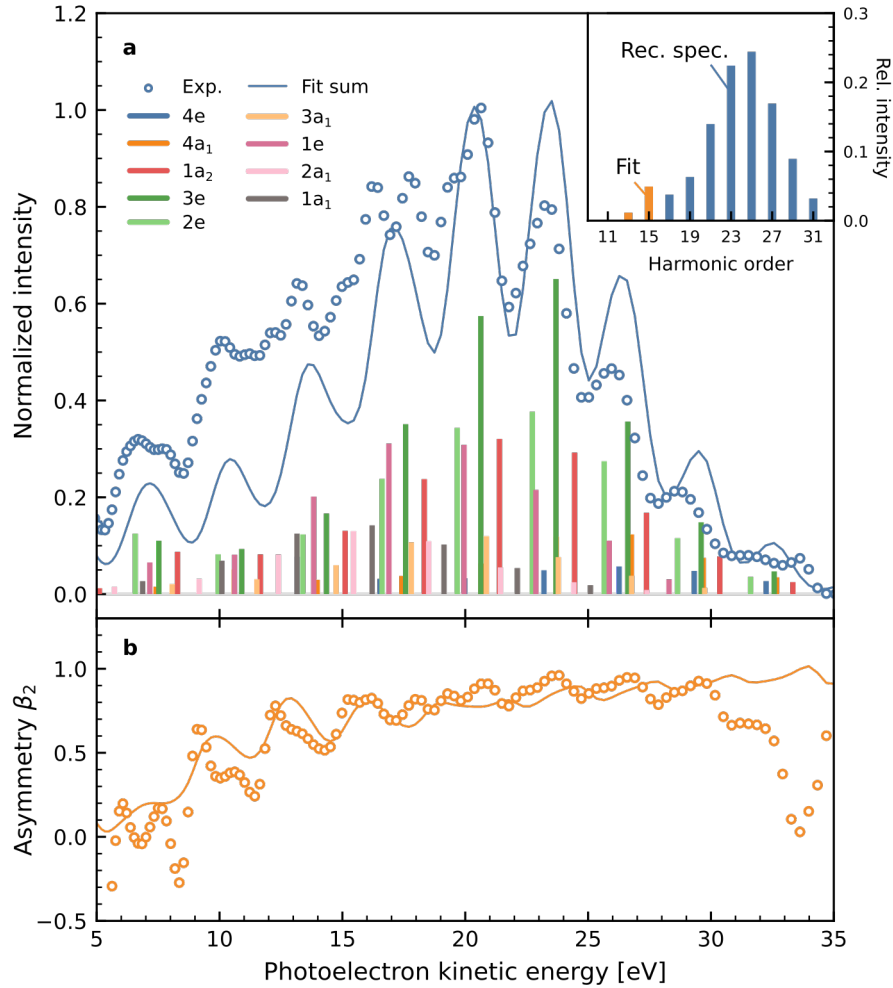 a
Normalized intensity
1.2
1.0
0.8
0.6
0.4
0.2
0.0
Exp.
Fit sum
4e
3a₁
4a₁
1e
1a₂
2a₁
3e
1a₁
2e
Rec. spec.
Fit
0.3
0.2
0.1
0.0
Rel. intensity
11 15 19 23 27 31
Harmonic order
b
Asymmetry β₂
1.0
0.5
0.0
−0.5
5 10 15 20 25 30 35
Photoelectron kinetic energy [eV]